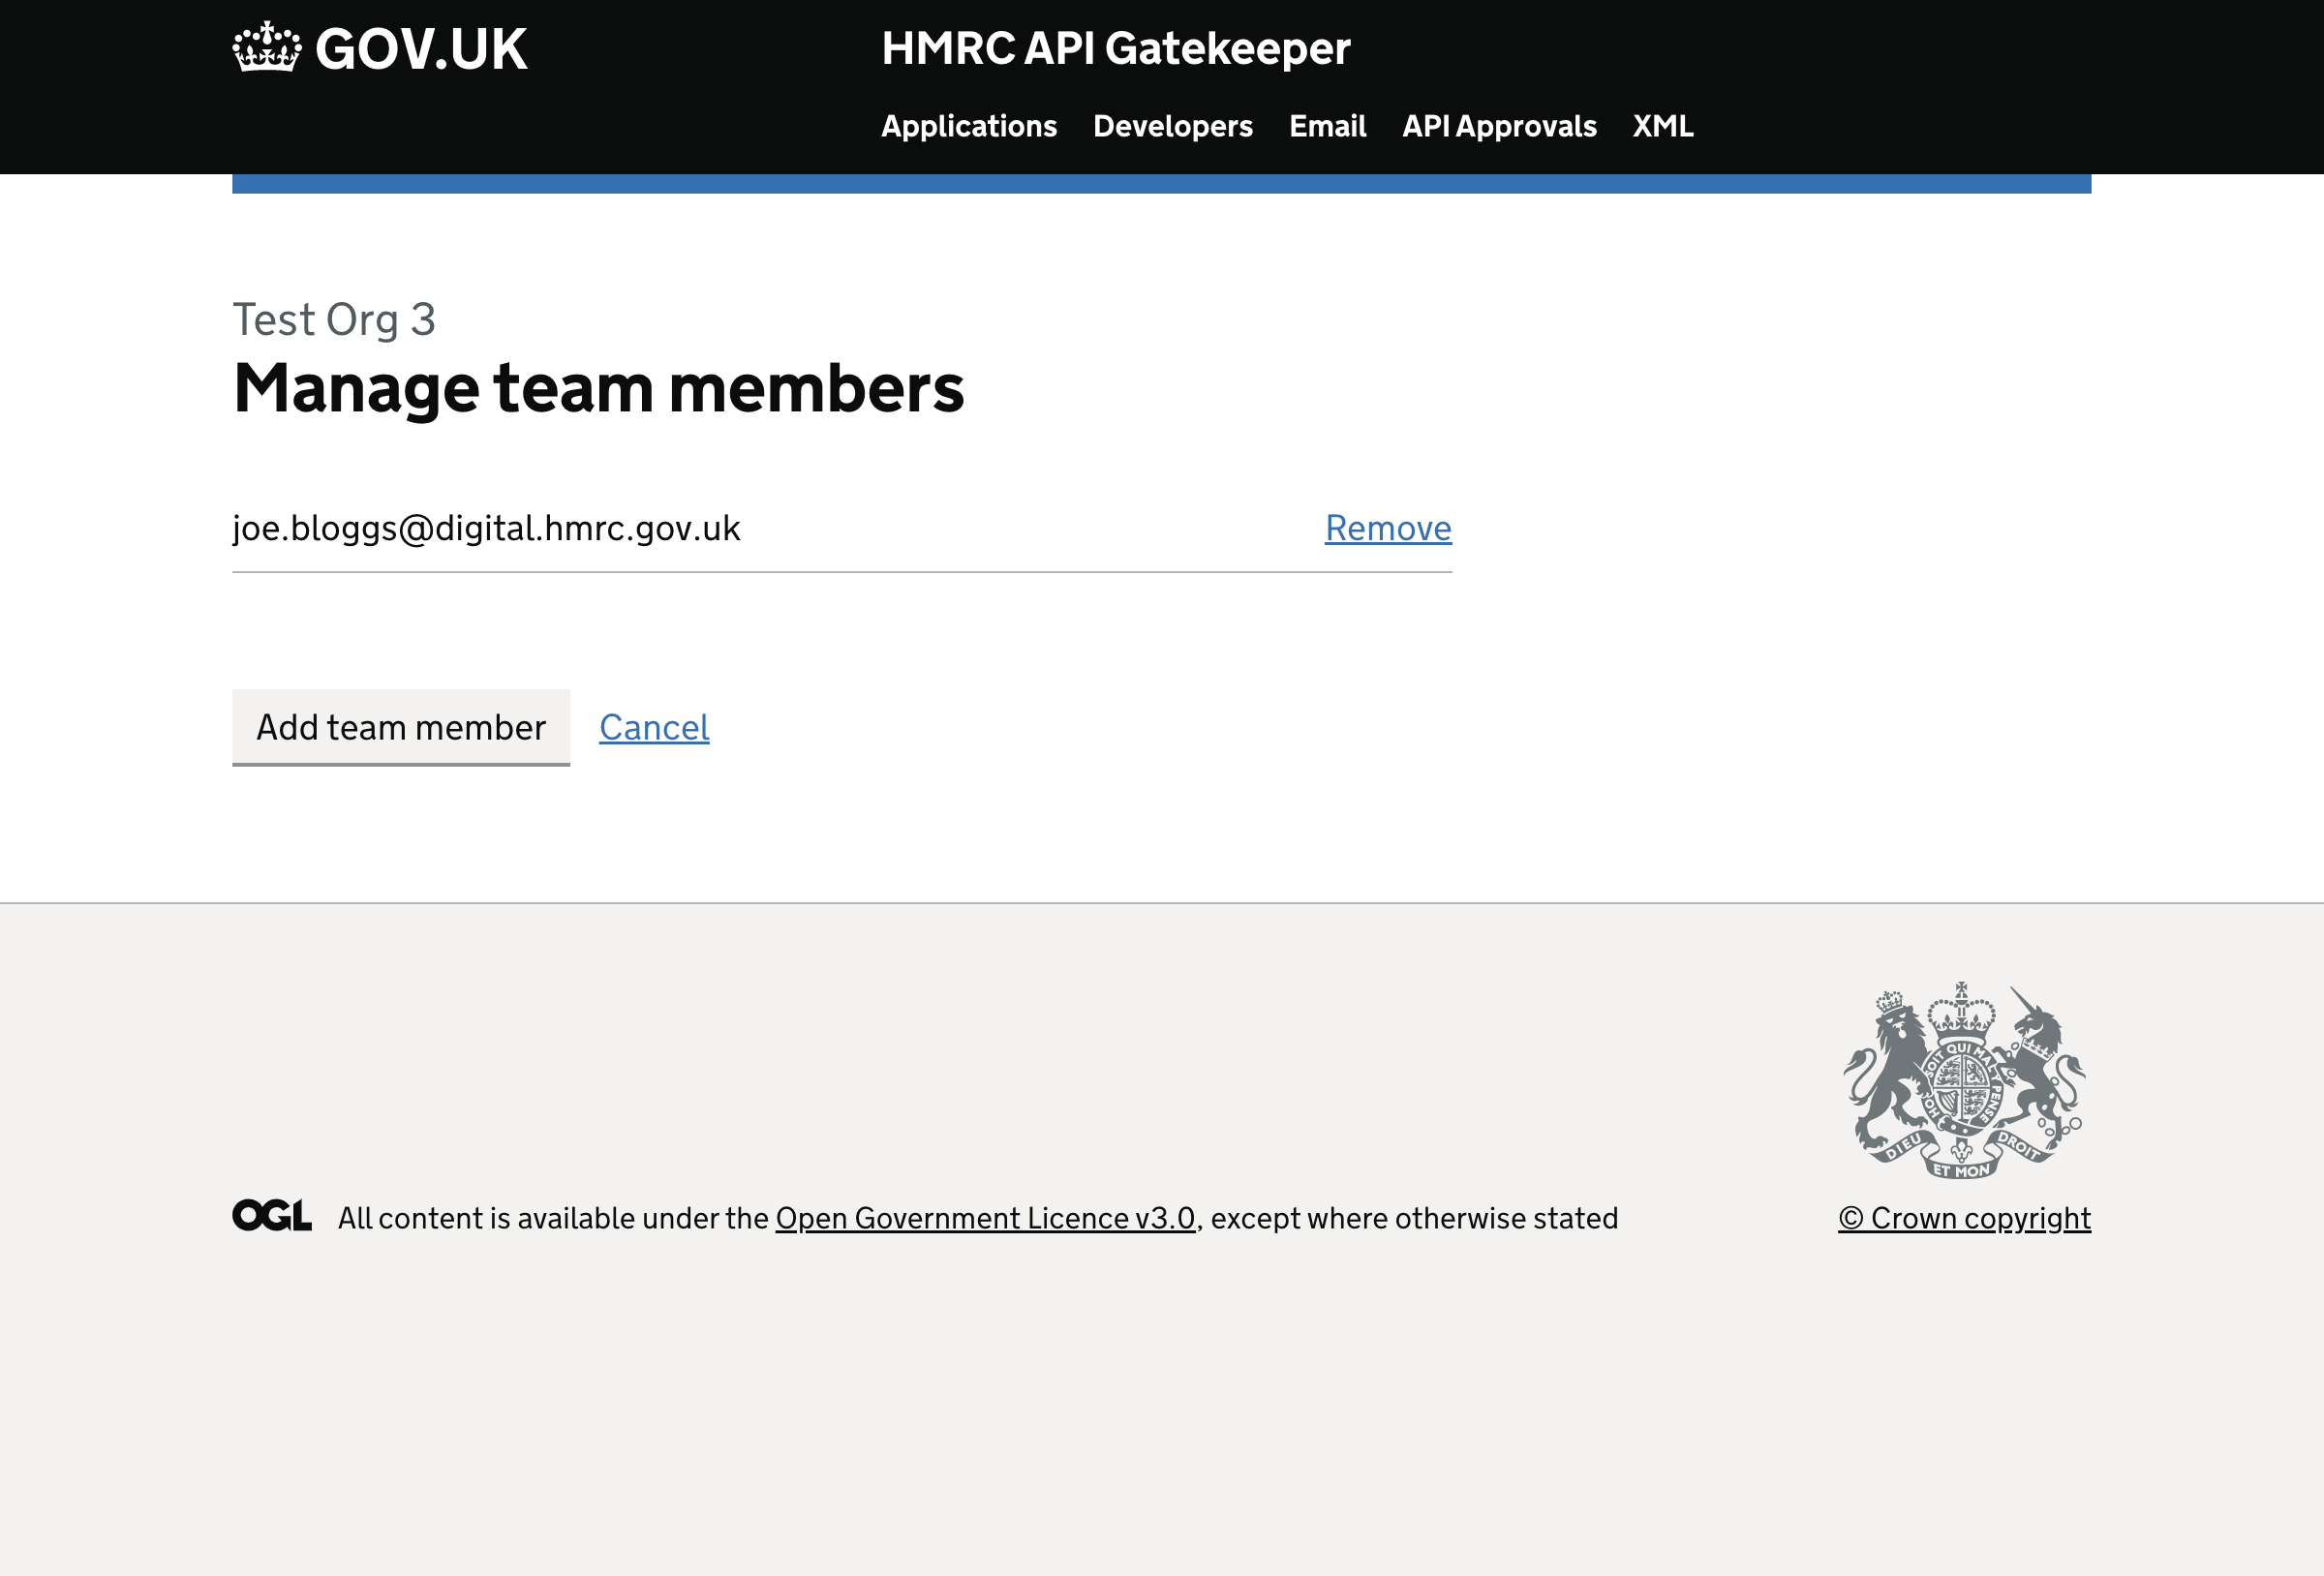 GOV.UK
HMRC API Gatekeeper
Applications Developers Email API Approvals XML
Test Org 3
Manage team members
joe.bloggs@digital.hmrc.gov.uk Remove
Add team member Cancel
HONI SOIT QUI MAL Y PENSE
DIEU ET MON DROIT
OGL All content is available under the Open Government Licence v3.0, except where otherwise stated
© Crown copyright